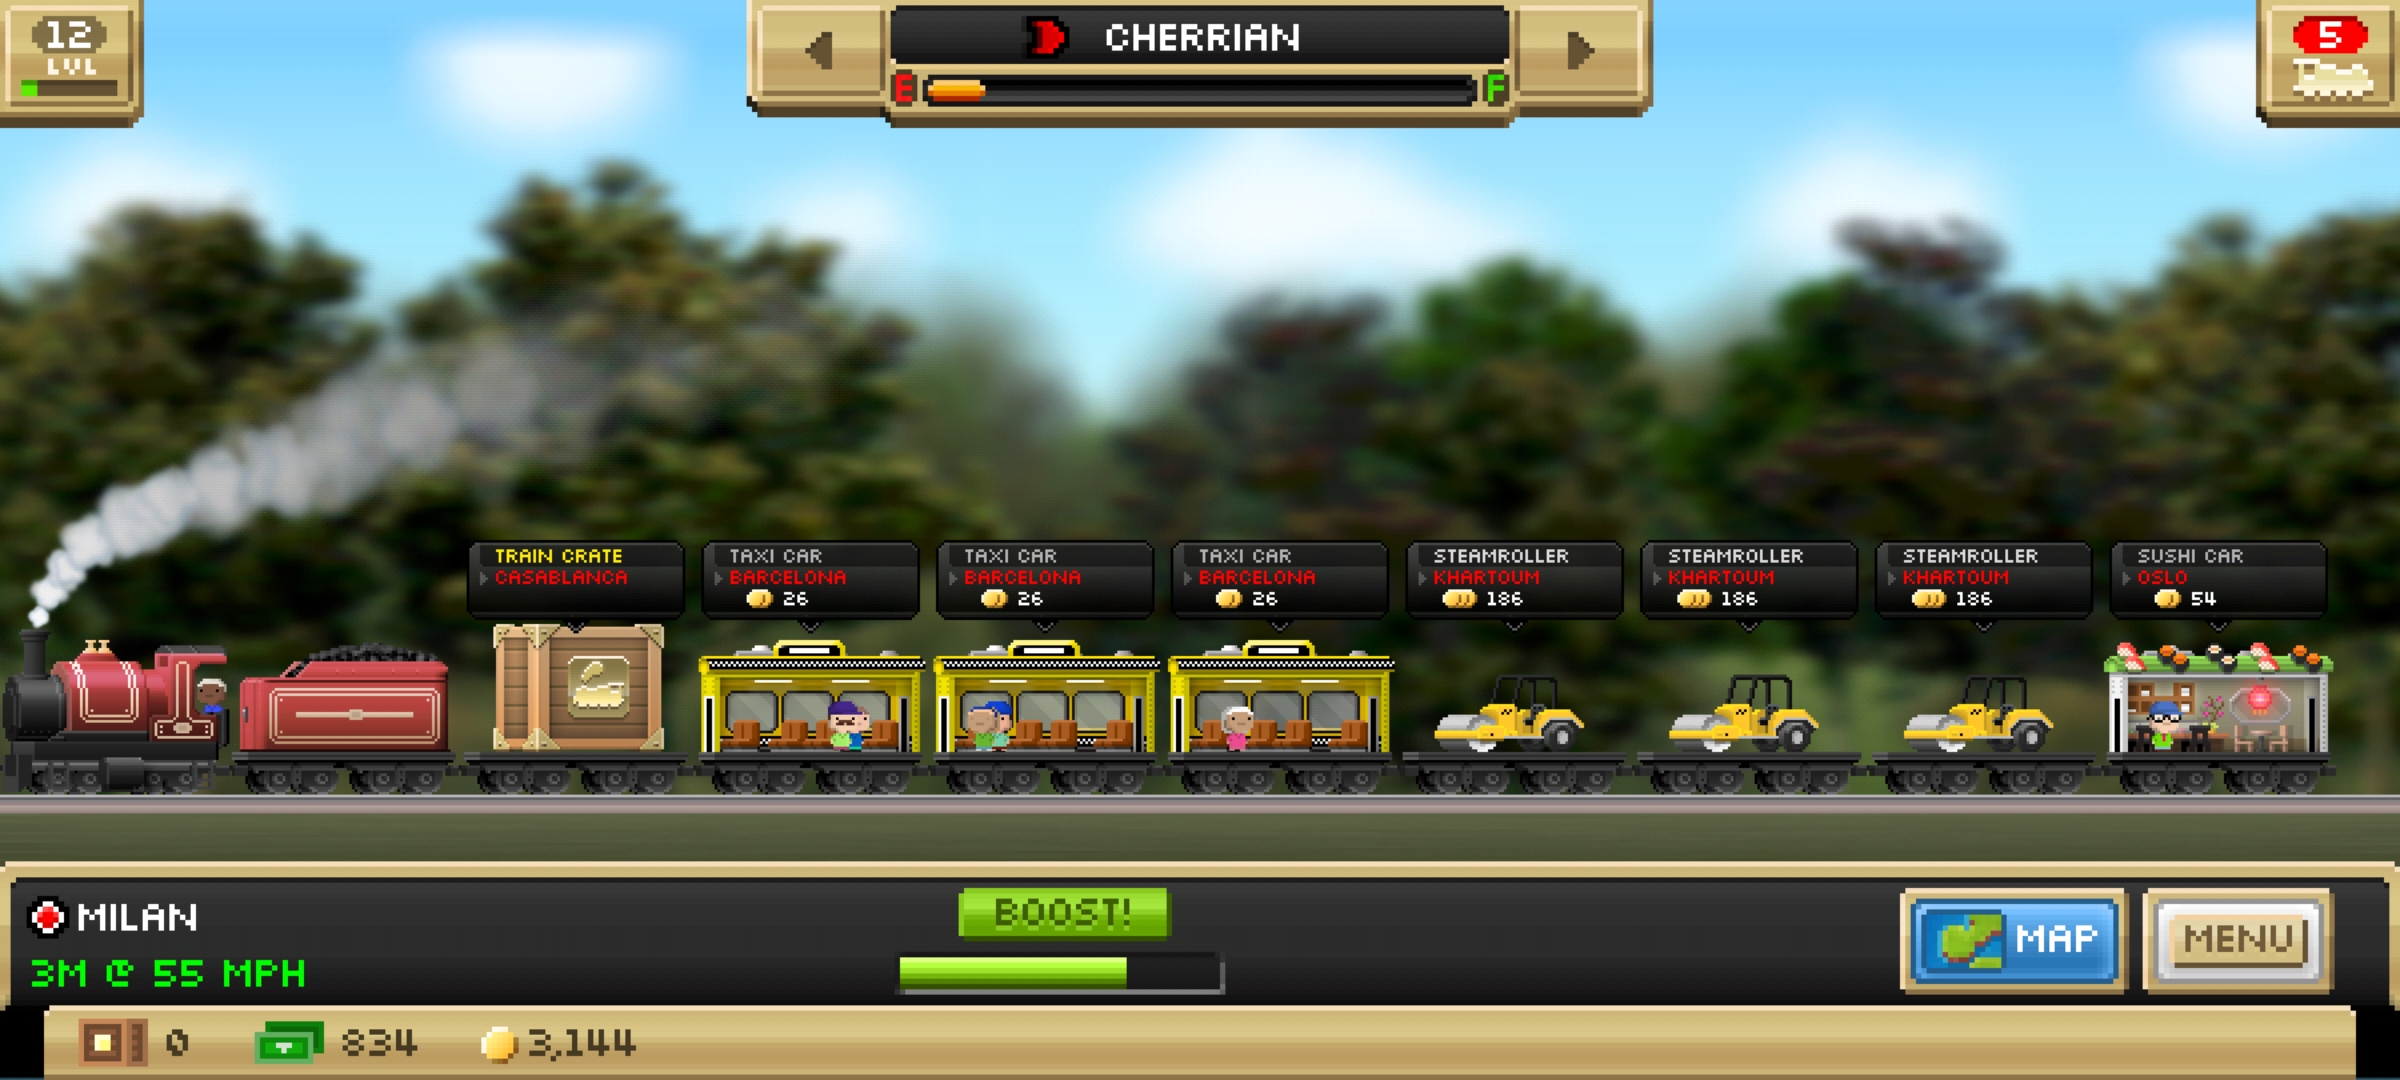 12
LVL
CHERRIAN
E F
5
TRAIN CRATE
CASABLANCA
TAXI CAR
BARCELONA
26
TAXI CAR
BARCELONA
26
TAXI CAR
BARCELONA
26
STEAMROLLER
KHARTOUM
186
STEAMROLLER
KHARTOUM
186
STEAMROLLER
KHARTOUM
186
SUSHI CAR
OSLO
54
MILAN
3M @ 55 MPH
BOOST!
MAP
MENU
0 834 3,144